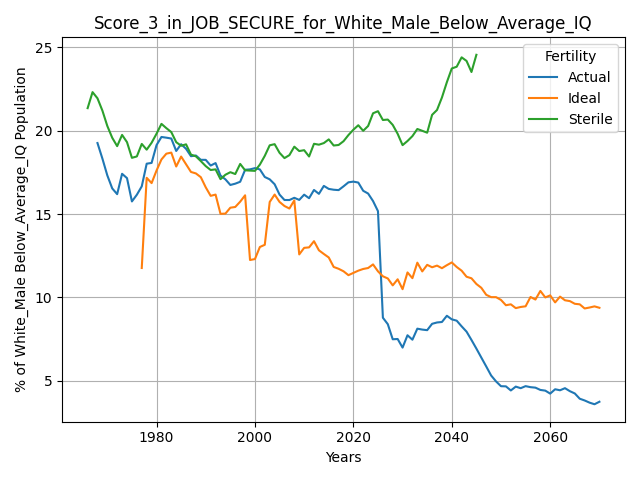 Score_3_in_JOB_SECURE_for_White_Male_Below_Average_IQ
% of White_Male Below_Average_IQ Population
25
20
15
10
5
Fertility
Actual
Ideal
Sterile
1980 2000 2020 2040 2060
Years